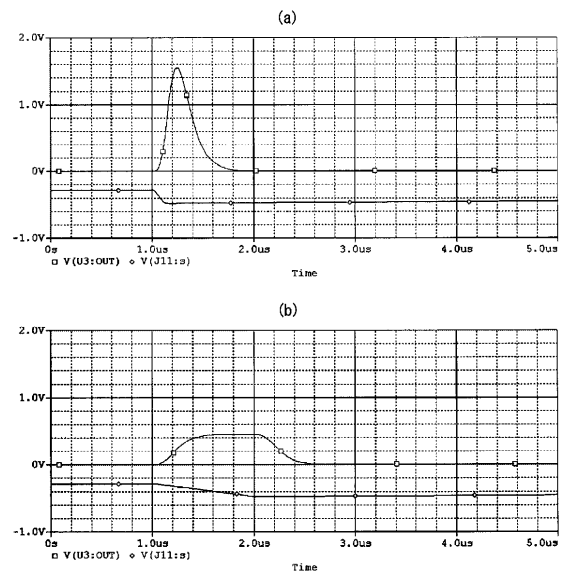 (a)
2.0V
1.0V
0V
-1.0V
0s 1.0us 2.0us 3.0us 4.0us 5.0us
□ V(U3:OUT) ◇ V(J11:s)
Time
(b)
2.0V
1.0V
0V
-1.0V
0s 1.0us 2.0us 3.0us 4.0us 5.0us
□ V(U3:OUT) ◇ V(J11:s)
Time